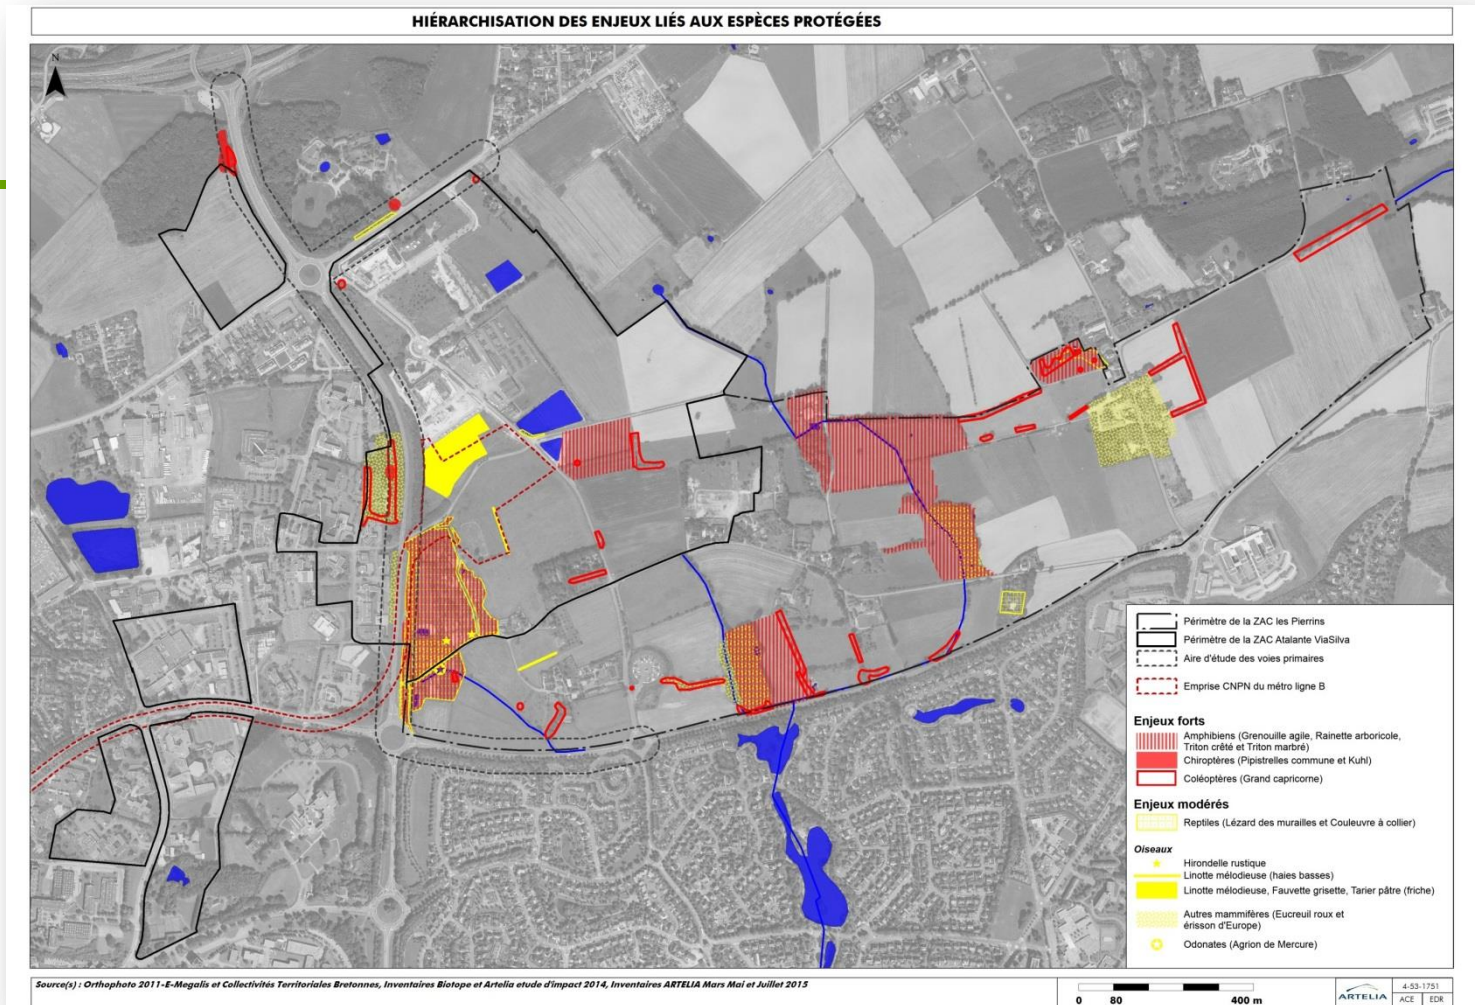 HIÉRARCHISATION DES ENJEUX LIÉS AUX ESPÈCES PROTÉGÉES
N
Périmètre de la ZAC les Pierrins
Périmètre de la ZAC Atalante ViaSilva
Aire d'étude des voies primaires
Emprise CNPN du métro ligne B
Enjeux forts
Amphibiens (Grenouille agile, Rainette arboricole,
Triton crêté et Triton marbré)
Chiroptères (Pipistrelles commune et Kuhl)
Coléoptères (Grand capricorne)
Enjeux modérés
Reptiles (Lézard des murailles et Couleuvre à collier)
Oiseaux
Hirondelle rustique
Linotte mélodieuse (haies basses)
Linotte mélodieuse, Fauvette grisette, Tarier pâtre (friche)
Autres mammifères (Eucreuil roux et
érisson d'Europe)
Odonates (Agrion de Mercure)
Source(s) : Orthophoto 2011-E-Megalis et Collectivités Territoriales Bretonnes, Inventaires Biotope et Artelia etude d'impact 2014, Inventaires ARTELIA Mars Mai et Juillet 2015
0 80 400 m
ARTELIA
4-53-1751
ACE EDR